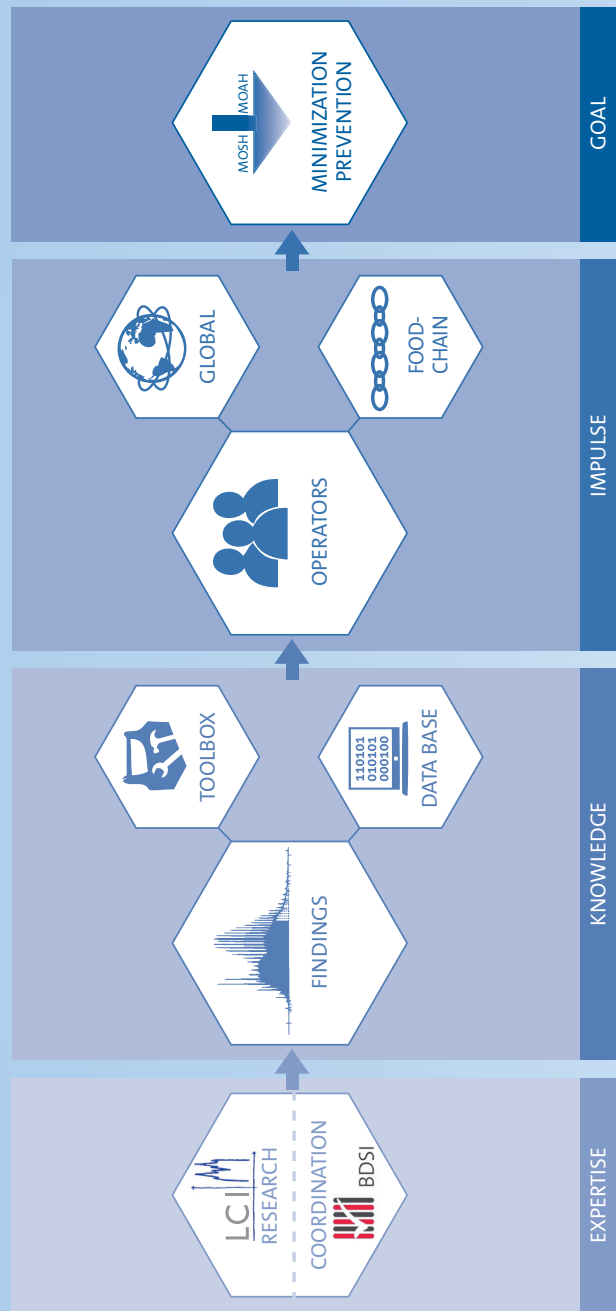 LCI
RESEARCH
COORDINATION
BDSI
EXPERTISE
FINDINGS
TOOLBOX
110101
010101
000100
DATA BASE
KNOWLEDGE
OPERATORS
GLOBAL
FOOD-
CHAIN
IMPULSE
MOSH MOAH
MINIMIZATION
PREVENTION
GOAL